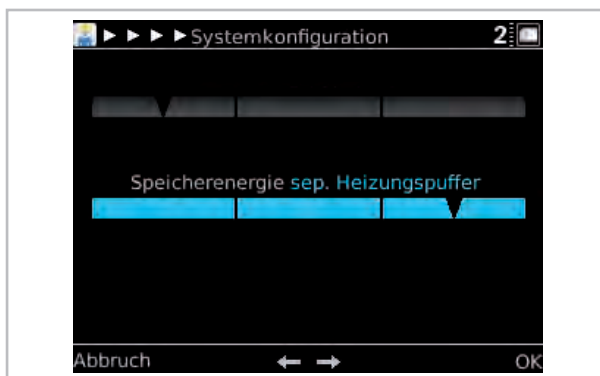 ▶ ▶ ▶ ▶ Systemkonfiguration 2
Speicherenergie sep. Heizungspuffer
Abbruch ← → OK